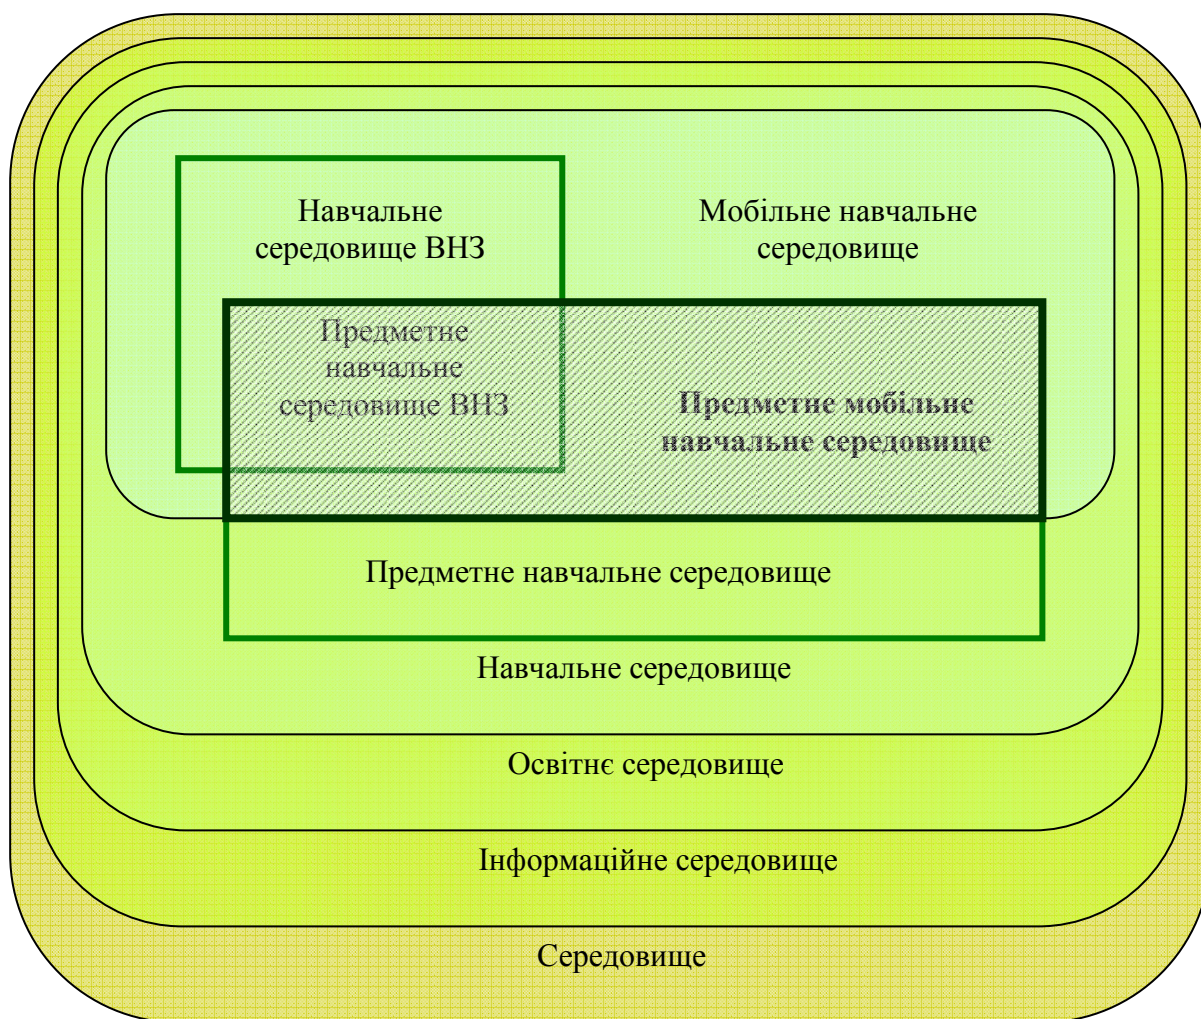 Навчальне
середовище ВНЗ
Мобільне навчальне
середовище
Предметне
навчальне
середовище ВНЗ
Предметне мобільне
навчальне середовище
Предметне навчальне середовище
Навчальне середовище
Освітнє середовище
Інформаційне середовище
Середовище